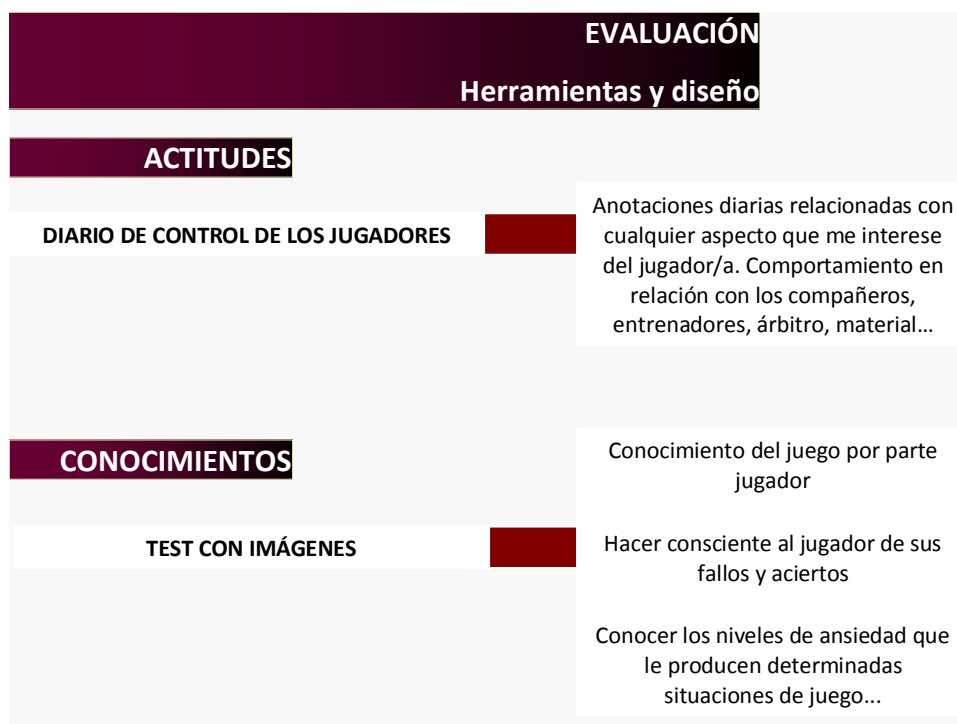 EVALUACIÓN
Herramientas y diseño
ACTITUDES
DIARIO DE CONTROL DE LOS JUGADORES
Anotaciones diarias relacionadas con
cualquier aspecto que me interese
del jugador/a. Comportamiento en
relación con los compañeros,
entrenadores, árbitro, material...
CONOCIMIENTOS
TEST CON IMÁGENES
Conocimiento del juego por parte
jugador
Hacer consciente al jugador de sus
fallos y aciertos
Conocer los niveles de ansiedad que
le producen determinadas
situaciones de juego...